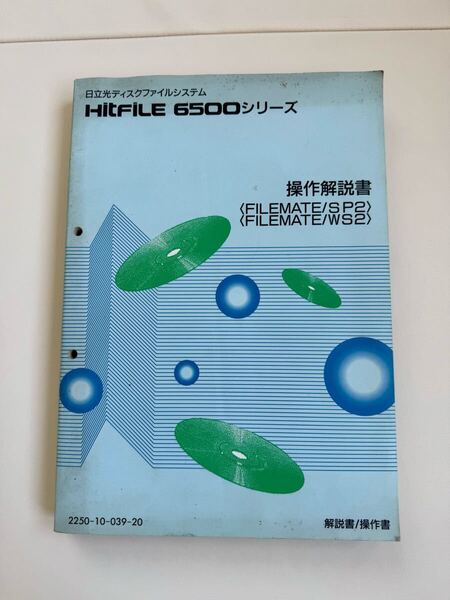 日立光ディスクファイルシステム
HitFILE 6500シリーズ
操作解説書
〈FILEMATE/SP2〉
〈FILEMATE/WS2〉
2250-10-039-20
解説書/操作書